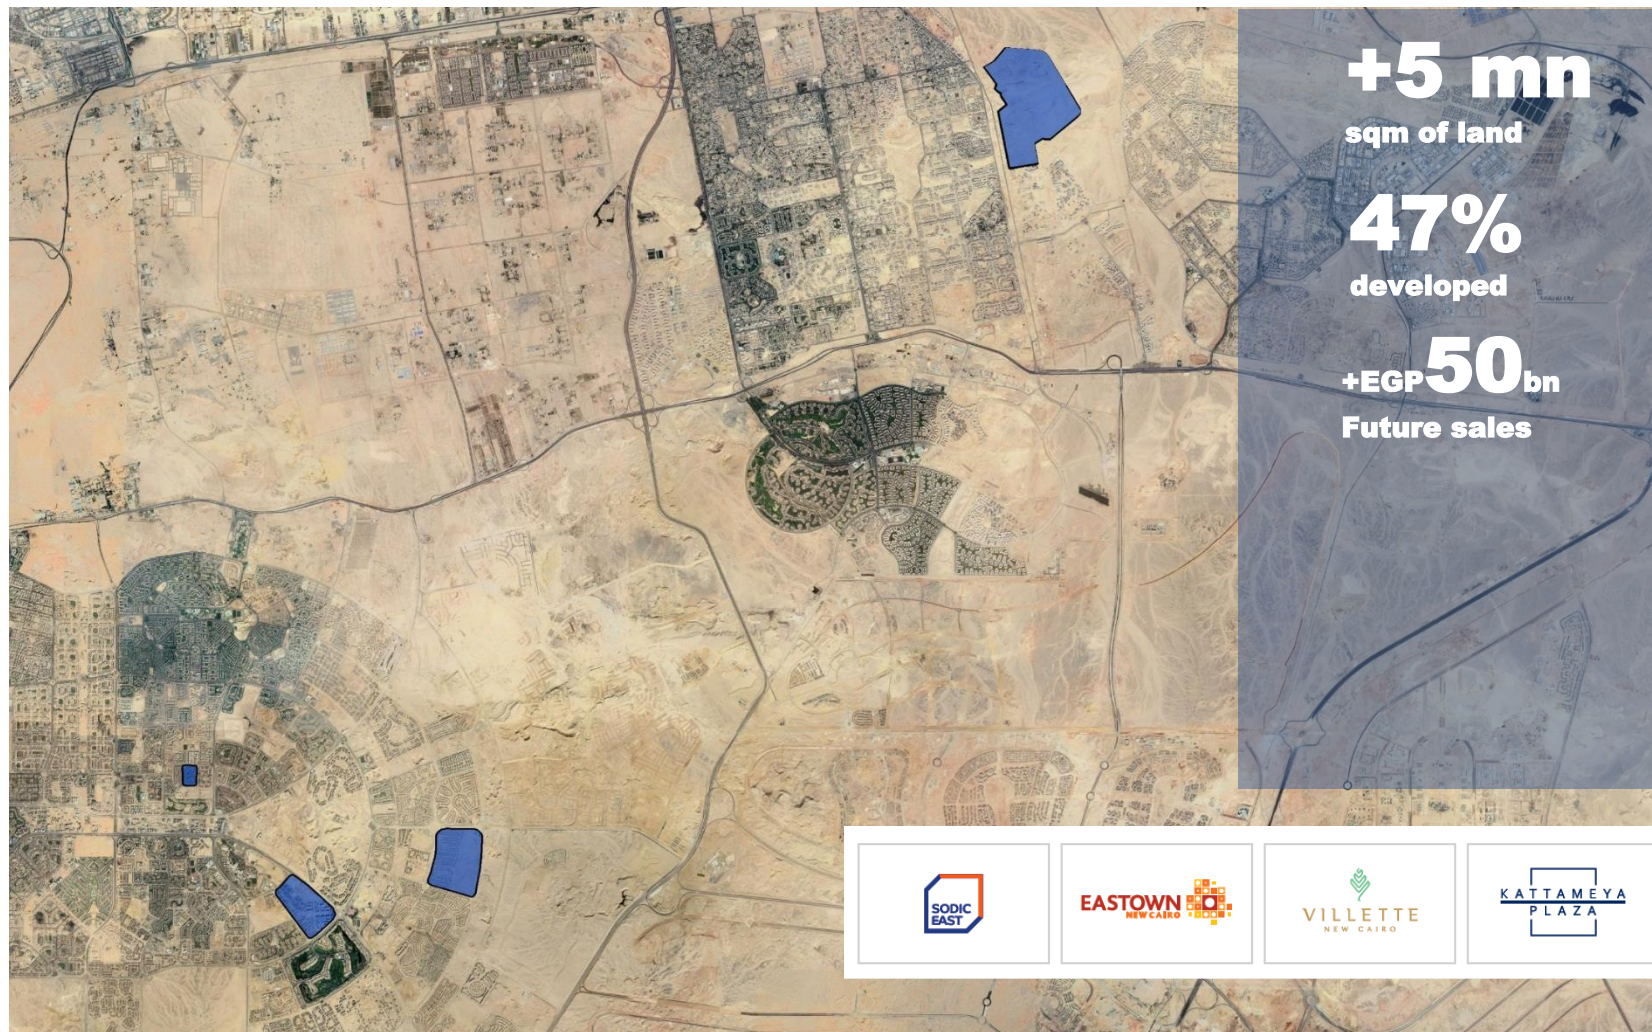 +5 mn
sqm of land
47%
developed
+EGP50bn
Future sales
SODIC
EAST
EASTOWN
NEW CAIRO
VILLETTE
NEW CAIRO
KATTAMEYA
PLAZA